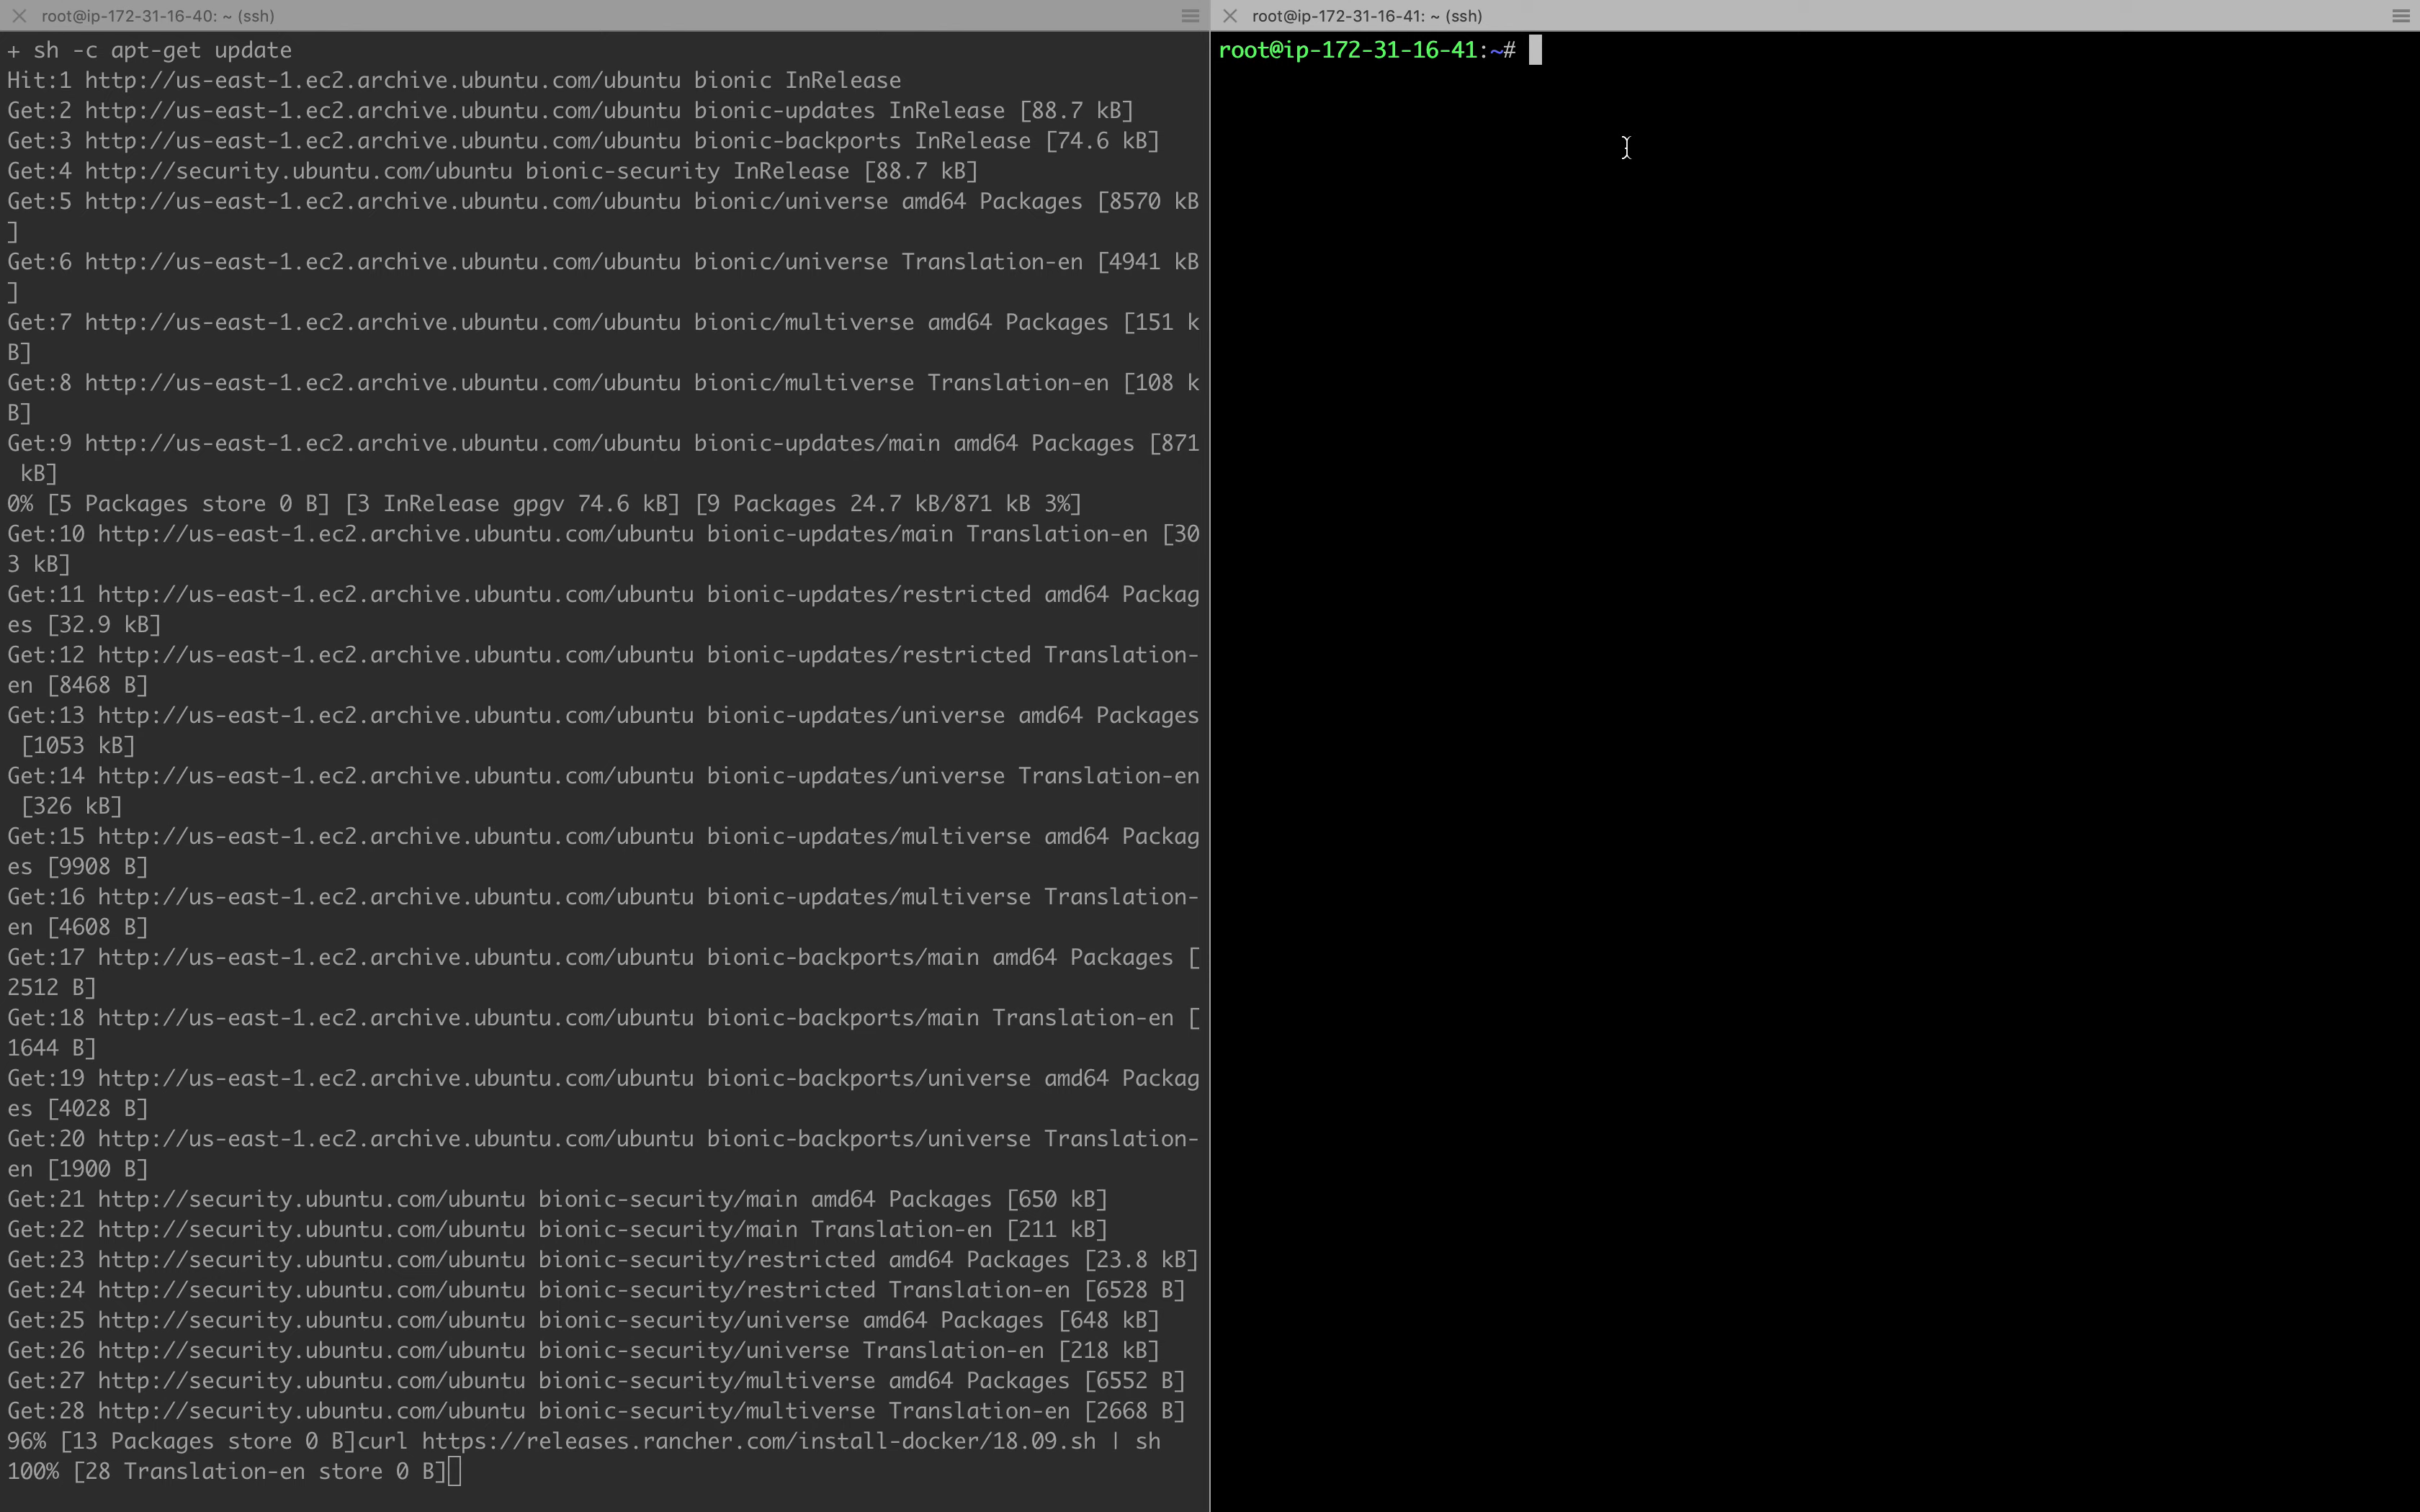 root@ip-172-31-16-40: ~ (ssh)
+ sh -c apt-get update
Hit:1 http://us-east-1.ec2.archive.ubuntu.com/ubuntu bionic InRelease
Get:2 http://us-east-1.ec2.archive.ubuntu.com/ubuntu bionic-updates InRelease [88.7 kB]
Get:3 http://us-east-1.ec2.archive.ubuntu.com/ubuntu bionic-backports InRelease [74.6 kB]
Get:4 http://security.ubuntu.com/ubuntu bionic-security InRelease [88.7 kB]
Get:5 http://us-east-1.ec2.archive.ubuntu.com/ubuntu bionic/universe amd64 Packages [8570 kB
]
Get:6 http://us-east-1.ec2.archive.ubuntu.com/ubuntu bionic/universe Translation-en [4941 kB
]
Get:7 http://us-east-1.ec2.archive.ubuntu.com/ubuntu bionic/multiverse amd64 Packages [151 k
B]
Get:8 http://us-east-1.ec2.archive.ubuntu.com/ubuntu bionic/multiverse Translation-en [108 k
B]
Get:9 http://us-east-1.ec2.archive.ubuntu.com/ubuntu bionic-updates/main amd64 Packages [871
 kB]
0% [5 Packages store 0 B] [3 InRelease gpgv 74.6 kB] [9 Packages 24.7 kB/871 kB 3%]
Get:10 http://us-east-1.ec2.archive.ubuntu.com/ubuntu bionic-updates/main Translation-en [30
3 kB]
Get:11 http://us-east-1.ec2.archive.ubuntu.com/ubuntu bionic-updates/restricted amd64 Packag
es [32.9 kB]
Get:12 http://us-east-1.ec2.archive.ubuntu.com/ubuntu bionic-updates/restricted Translation-
en [8468 B]
Get:13 http://us-east-1.ec2.archive.ubuntu.com/ubuntu bionic-updates/universe amd64 Packages
 [1053 kB]
Get:14 http://us-east-1.ec2.archive.ubuntu.com/ubuntu bionic-updates/universe Translation-en
 [326 kB]
Get:15 http://us-east-1.ec2.archive.ubuntu.com/ubuntu bionic-updates/multiverse amd64 Packag
es [9908 B]
Get:16 http://us-east-1.ec2.archive.ubuntu.com/ubuntu bionic-updates/multiverse Translation-
en [4608 B]
Get:17 http://us-east-1.ec2.archive.ubuntu.com/ubuntu bionic-backports/main amd64 Packages [
2512 B]
Get:18 http://us-east-1.ec2.archive.ubuntu.com/ubuntu bionic-backports/main Translation-en [
1644 B]
Get:19 http://us-east-1.ec2.archive.ubuntu.com/ubuntu bionic-backports/universe amd64 Packag
es [4028 B]
Get:20 http://us-east-1.ec2.archive.ubuntu.com/ubuntu bionic-backports/universe Translation-
en [1900 B]
Get:21 http://security.ubuntu.com/ubuntu bionic-security/main amd64 Packages [650 kB]
Get:22 http://security.ubuntu.com/ubuntu bionic-security/main Translation-en [211 kB]
Get:23 http://security.ubuntu.com/ubuntu bionic-security/restricted amd64 Packages [23.8 kB]
Get:24 http://security.ubuntu.com/ubuntu bionic-security/restricted Translation-en [6528 B]
Get:25 http://security.ubuntu.com/ubuntu bionic-security/universe amd64 Packages [648 kB]
Get:26 http://security.ubuntu.com/ubuntu bionic-security/universe Translation-en [218 kB]
Get:27 http://security.ubuntu.com/ubuntu bionic-security/multiverse amd64 Packages [6552 B]
Get:28 http://security.ubuntu.com/ubuntu bionic-security/multiverse Translation-en [2668 B]
96% [13 Packages store 0 B]curl https://releases.rancher.com/install-docker/18.09.sh | sh
100% [28 Translation-en store 0 B]
root@ip-172-31-16-41: ~ (ssh)
root@ip-172-31-16-41:~#